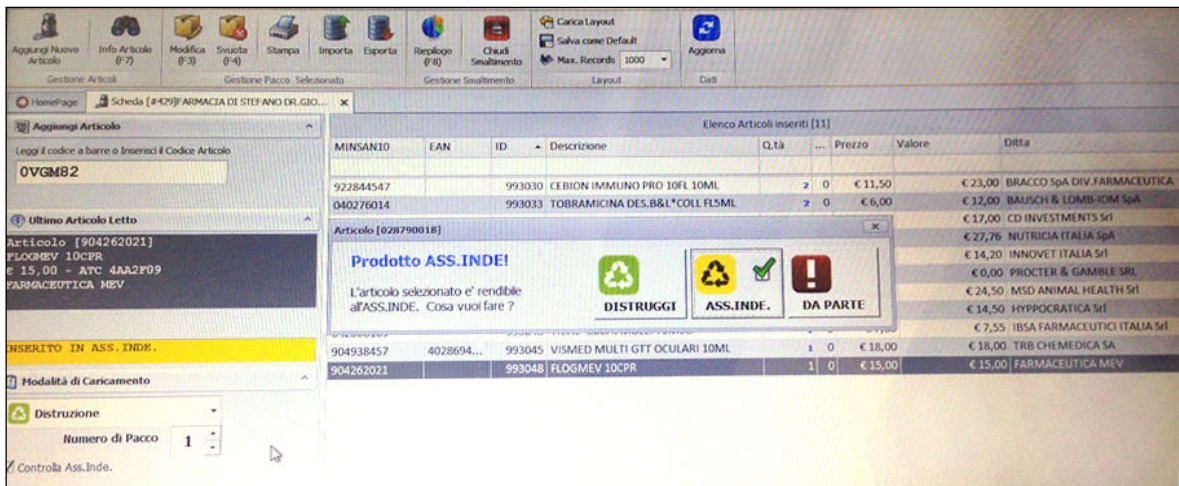 Aggiungi Nuovo Articolo
Info Articolo (F7)
Modifica (F3)
Svuota (F4)
Stampa
Importa
Esporta
Riepilogo (F8)
Chiudi Smaltimento
Carica Layout
Salva come Default
Max. Records 1000
Aggiorna
Gestione Articoli
Gestione Pacco Selezionato
Gestione Smaltimento
Layout
Dati
HomePage
Scheda [#429]FARMACIA DI STEFANO DR.GIO...
Aggiungi Articolo
Leggi il codice a barre o Inserisci il Codice Articolo
0VGM82
Ultimo Articolo Letto
Articolo [904262021]
FLOGMEV 10CPR
€ 15,00 - ATC 4AA2F09
FARMACEUTICA MEV
NSERITO IN ASS.INDE.
Modalità di Caricamento
Distruzione
Numero di Pacco 1
Controlla Ass.Inde.
Elenco Articoli inseriti [11]
MINSAN10 EAN ID Descrizione Q.tà ... Prezzo Valore Ditta
922844547 993030 CEBION IMMUNO PRO 10FL 10ML 2 0 € 11,50 € 23,00 BRACCO SpA DIV.FARMACEUTICA
040276014 993033 TOBRAMICINA DES.B&L*COLL FL5ML 2 0 € 6,00 € 12,00 BAUSCH & LOMB-IOM SpA
€ 17,00 CD INVESTMENTS Srl
€ 27,76 NUTRICIA ITALIA SpA
€ 14,20 INNOVET ITALIA Srl
€ 0,00 PROCTER & GAMBLE SRL
€ 24,50 MSD ANIMAL HEALTH Srl
€ 14,50 HYPPOCRATICA Srl
€ 7,55 IBSA FARMACEUTICI ITALIA Srl
904938457 4028694... 993045 VISMED MULTI GTT OCULARI 10ML 1 0 € 18,00 € 18,00 TRB CHEMEDICA SA
904262021 993048 FLOGMEV 10CPR 1 0 € 15,00 € 15,00 FARMACEUTICA MEV
Articolo [028790018]
Prodotto ASS.INDE!
L'articolo selezionato e' rendibile
all'ASS.INDE. Cosa vuoi fare ?
DISTRUGGI
ASS.INDE.
DA PARTE